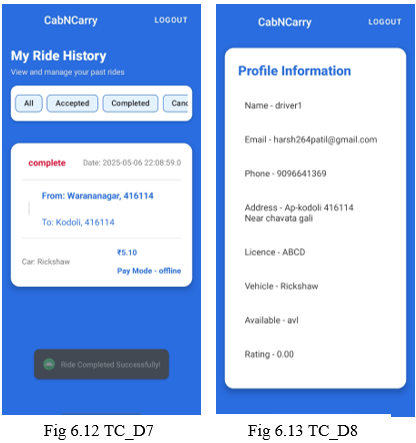 CabNCarry LOGOUT
My Ride History
View and manage your past rides
All Accepted Completed Canc
complete Date: 2025-05-06 22:08:59.0
From: Warananagar, 416114
To: Kodoli, 416114
₹5.10
Car: Rickshaw
Pay Mode - offline
Ride Completed Successfully!
Fig 6.12 TC_D7
CabNCarry LOGOUT
Profile Information
Name - driver1
Email - harsh264patil@gmail.com
Phone - 9096641369
Address - Ap-kodoli 416114
Near chavata gali
Licence - ABCD
Vehicle - Rickshaw
Available - avl
Rating - 0.00
Fig 6.13 TC_D8